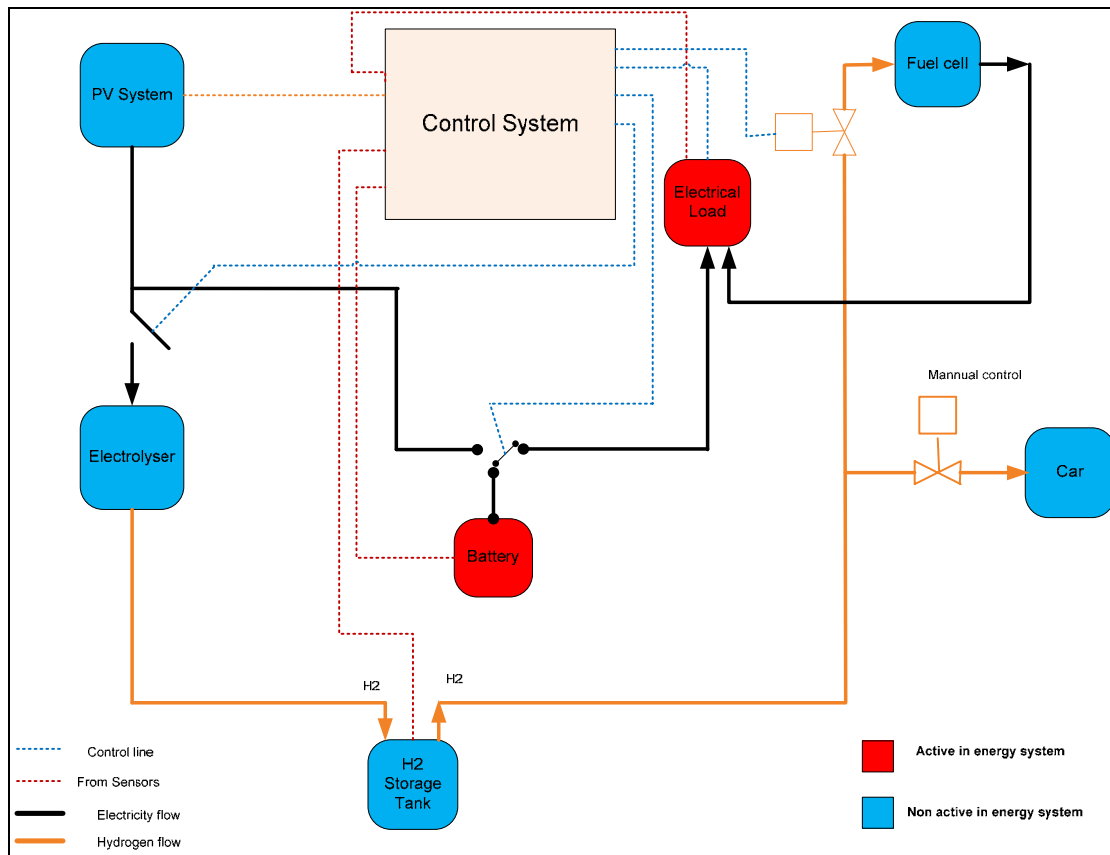 PV System
Control System
Fuel cell
Electrical
Load
Mannual control
Electrolyser
Car
Battery
H2
H2
H2
Storage
Tank
Control line
From Sensors
Electricity flow
Hydrogen flow
Active in energy system
Non active in energy system